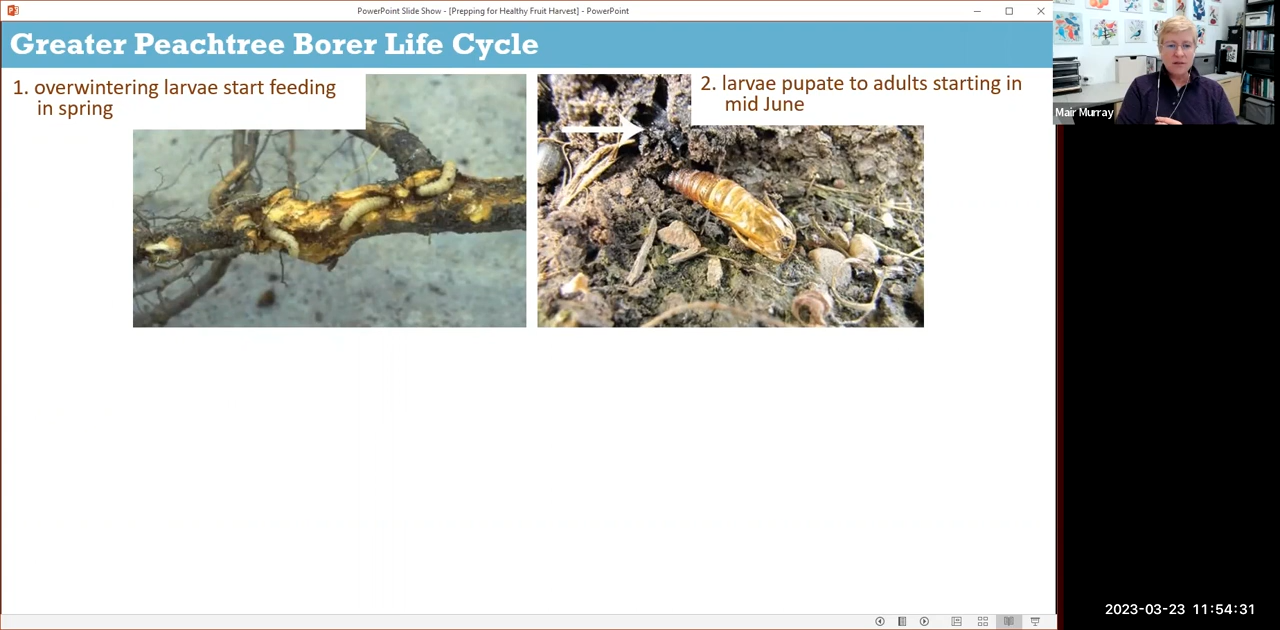 PowerPoint Slide Show - [Prepping for Healthy Fruit Harvest] - PowerPoint
Greater Peachtree Borer Life Cycle
1. overwintering larvae start feeding
in spring
2. larvae pupate to adults starting in
mid June
Mair Murray
2023-03-23 11:54:31